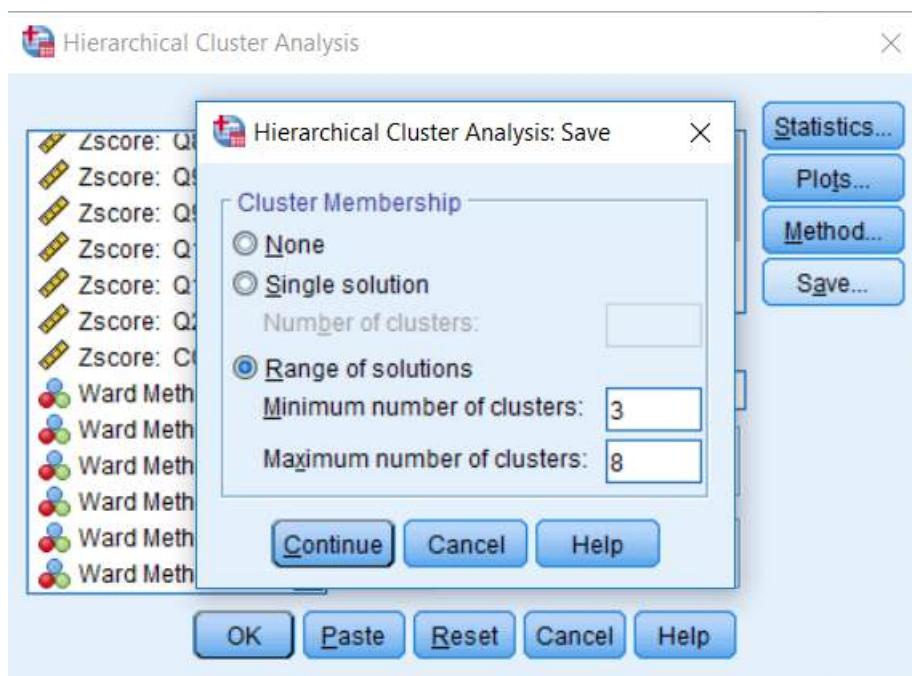 Hierarchical Cluster Analysis
Hierarchical Cluster Analysis: Save
Zscore:
Zscore:
Zscore:
Zscore:
Zscore:
Zscore:
Zscore:
Ward Meth
Ward Meth
Ward Meth
Ward Meth
Ward Meth
Ward Meth
Cluster Membership
None
Single solution
Number of clusters:
Range of solutions
Minimum number of clusters: 3
Maximum number of clusters: 8
Continue Cancel Help
Statistics...
Plots...
Method...
Save...
OK Paste Reset Cancel Help